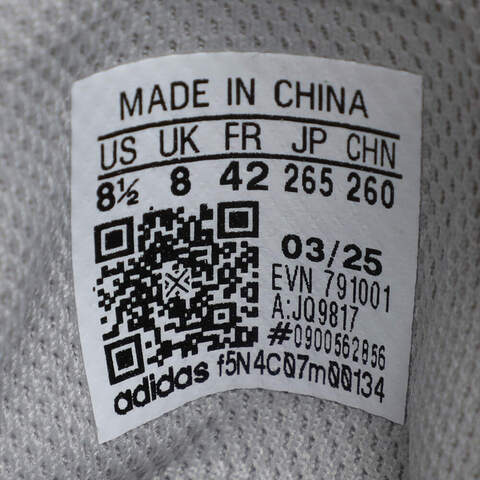 MADE IN CHINA
US UK FR JP CHN
8½ 8 42 265 260
03/25
EVN 791001
A:JQ9817
#0900562856
adidas f5N4C07m00134